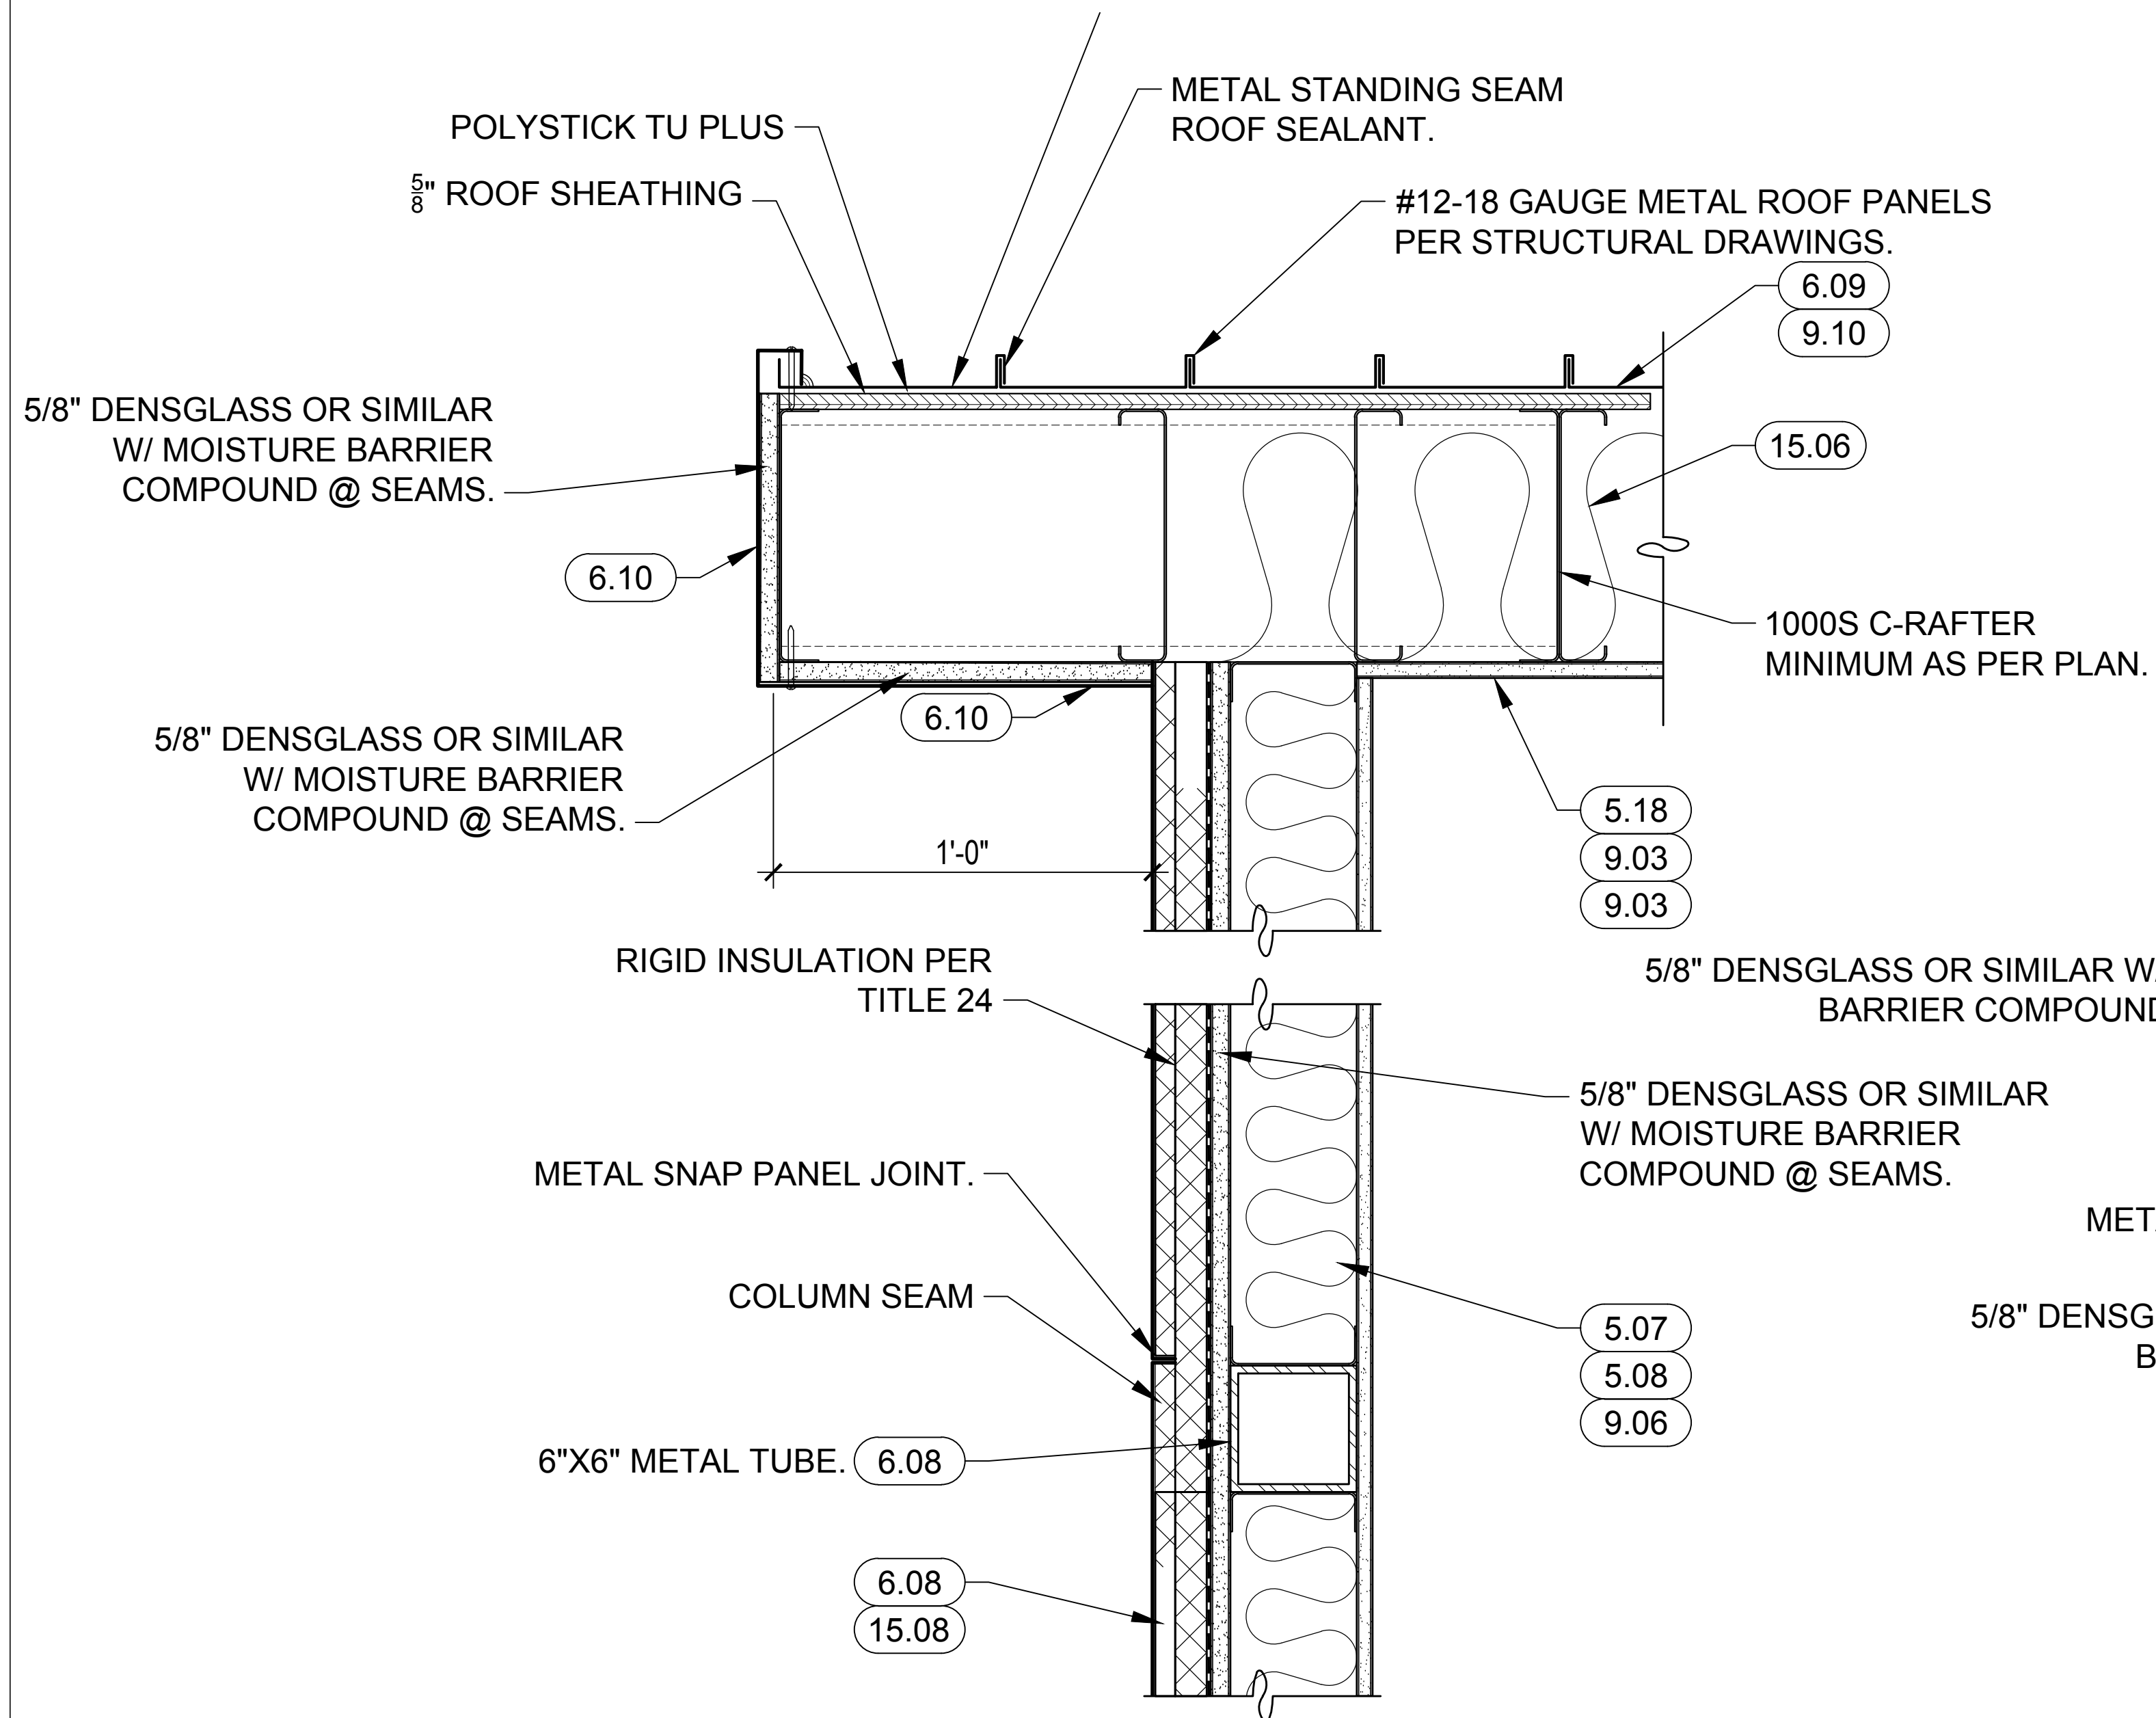 METAL STANDING SEAM
ROOF SEALANT.
POLYSTICK TU PLUS
5/8" ROOF SHEATHING
#12-18 GAUGE METAL ROOF PANELS
PER STRUCTURAL DRAWINGS.
6.09
9.10
5/8" DENSGLASS OR SIMILAR
W/ MOISTURE BARRIER
COMPOUND @ SEAMS.
15.06
6.10
1000S C-RAFTER
MINIMUM AS PER PLAN.
6.10
5/8" DENSGLASS OR SIMILAR
W/ MOISTURE BARRIER
COMPOUND @ SEAMS.
1'-0"
5.18
9.03
9.03
RIGID INSULATION PER
TITLE 24
5/8" DENSGLASS OR SIMILAR W/
BARRIER COMPOUND
5/8" DENSGLASS OR SIMILAR
W/ MOISTURE BARRIER
COMPOUND @ SEAMS.
METAL SNAP PANEL JOINT.
COLUMN SEAM
5/8" DENSG
5.07
5.08
9.06
6"X6" METAL TUBE. 6.08
6.08
15.08